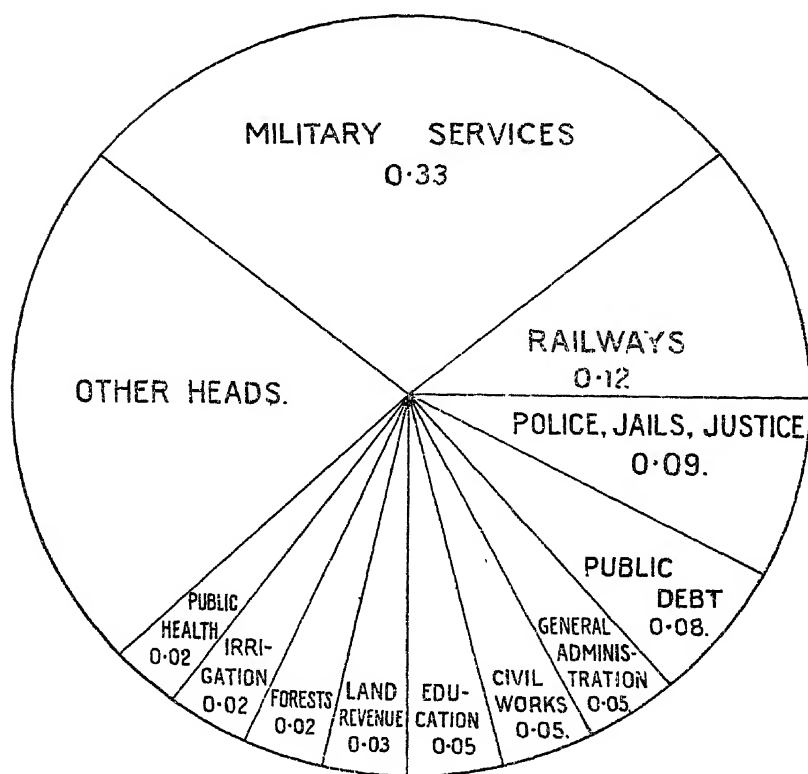 MILITARY SERVICES
0·33
RAILWAYS
0·12
POLICE, JAILS, JUSTICE
0·09.
PUBLIC
DEBT
0·08.
GENERAL
ADMINIS-
TRATION
0·05.
CIVIL
WORKS
0·05.
EDU-
CATION
0·05
LAND
REVENUE
0·03
FORESTS
0·02
IRRI-
GATION
0·02
PUBLIC
HEALTH
0·02
OTHER HEADS.